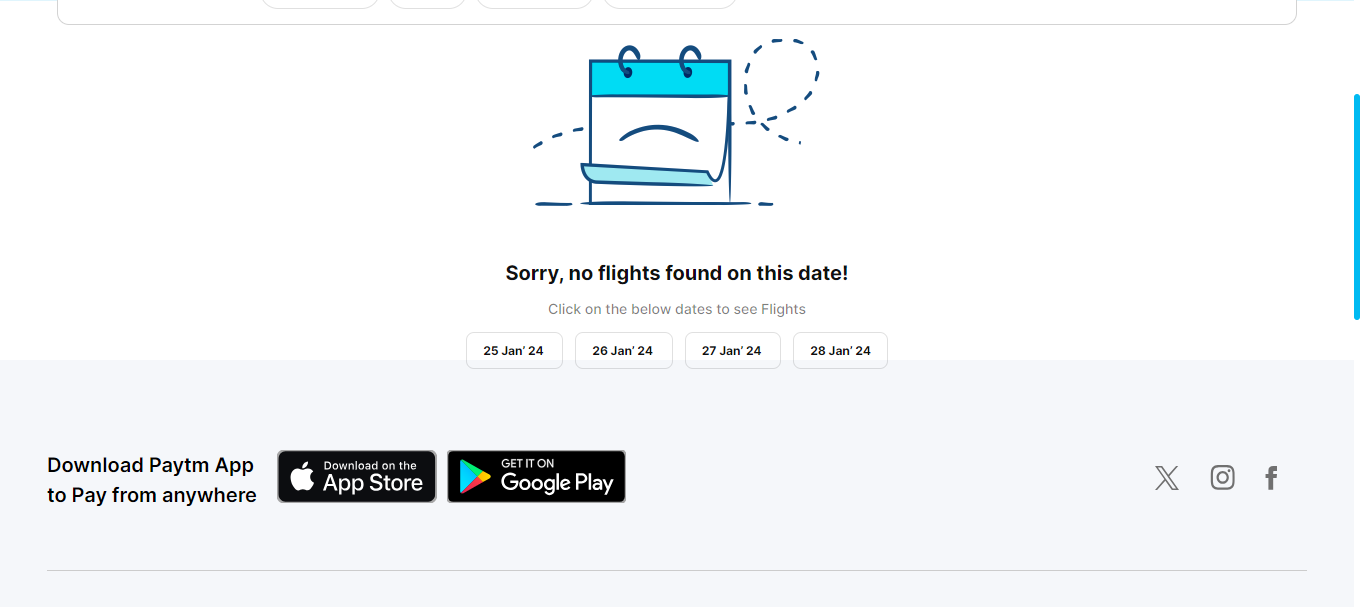 Sorry, no flights found on this date!
Click on the below dates to see Flights
25 Jan’ 24
26 Jan’ 24
27 Jan’ 24
28 Jan’ 24
Download Paytm App
to Pay from anywhere
Download on the
App Store
GET IT ON
Google Play